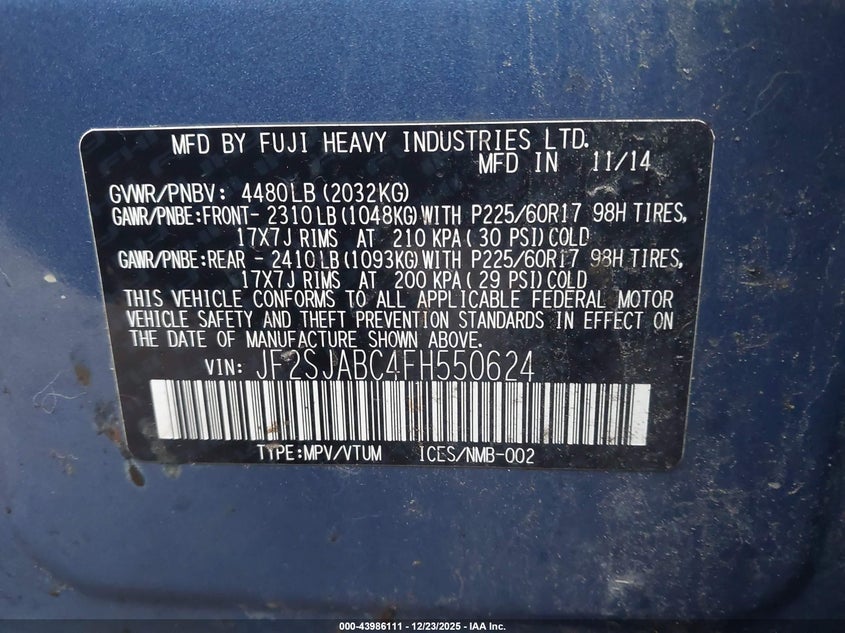 MFD BY FUJI HEAVY INDUSTRIES LTD.
MFD IN 11/14
GVWR/PNBV: 4480LB (2032KG)
GAWR/PNBE:FRONT- 2310LB (1048KG) WITH P225/60R17 98H TIRES,
17X7J RIMS AT 210 KPA( 30 PSI) COLD
GAWR/PNBE:REAR - 2410LB (1093KG) WITH P225/60R17 98H TIRES,
17X7J RIMS AT 200 KPA( 29 PSI) COLD
THIS VEHICLE CONFORMS TO ALL APPLICABLE FEDERAL MOTOR
VEHICLE SAFETY AND THEFT PREVENTION STANDARDS IN EFFECT ON
THE DATE OF MANUFACTURE SHOWN ABOVE.
VIN: JF2SJABC4FH550624
TYPE:MPV/VTUM ICES/NMB-002
000-43986111 - 12/23/2025 - IAA Inc.